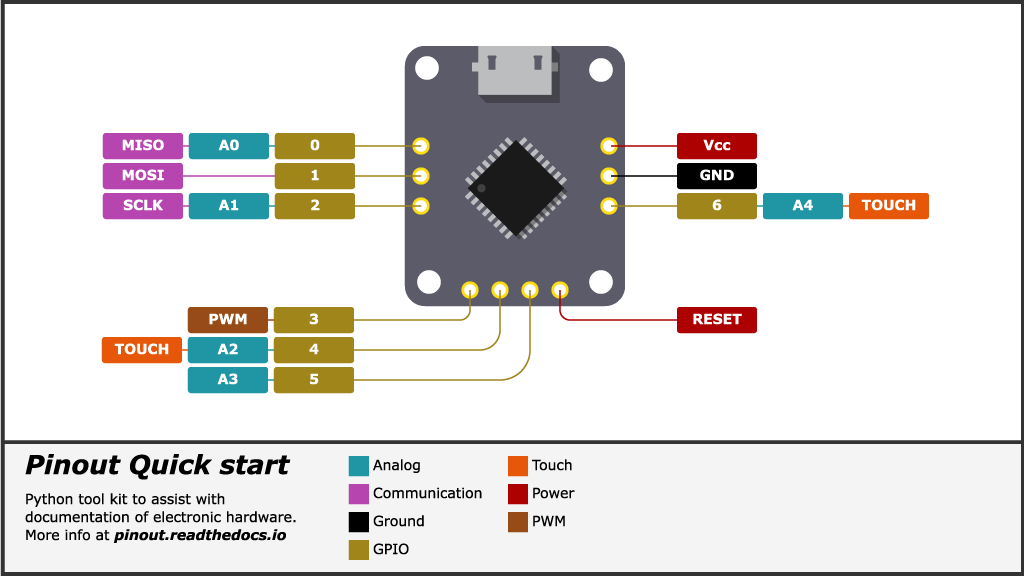 MISO A0 0 Vcc
MOSI 1 GND
SCLK A1 2 6 A4 TOUCH
PWM 3 RESET
TOUCH A2 4
A3 5
Pinout Quick start
Python tool kit to assist with
documentation of electronic hardware.
More info at pinout.readthedocs.io
Analog
Communication
Ground
GPIO
Touch
Power
PWM